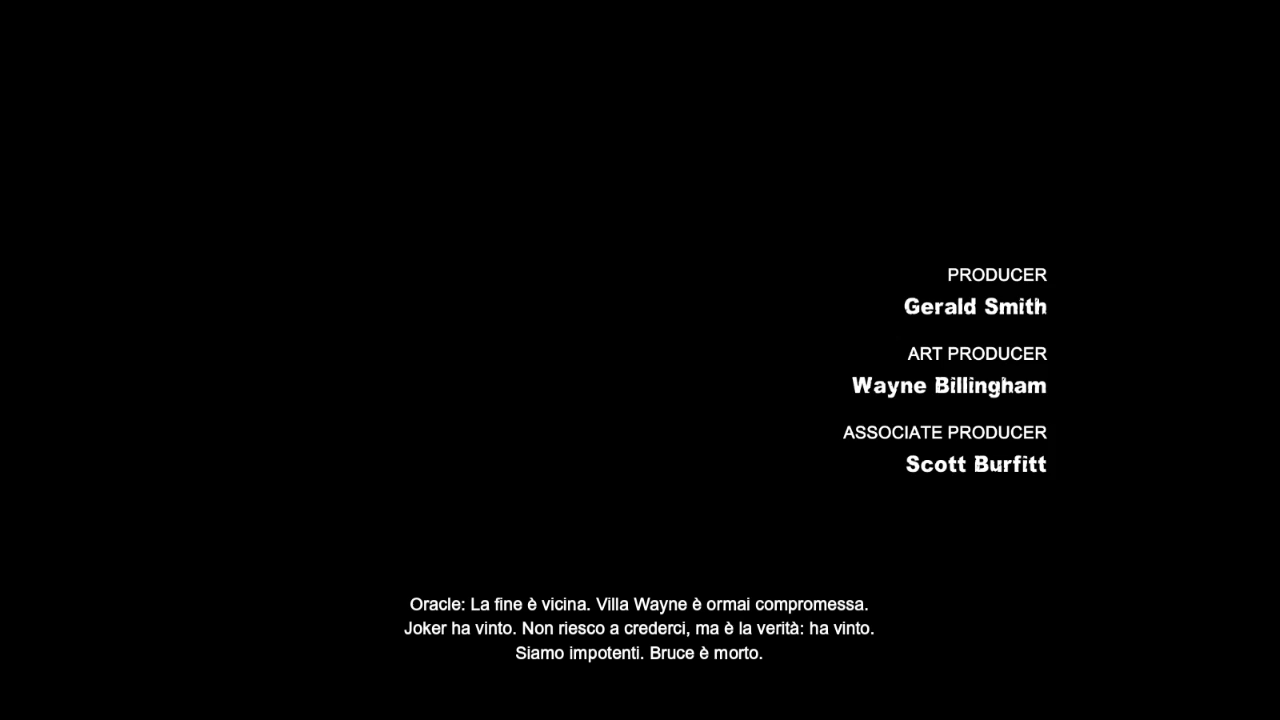 PRODUCER
Gerald Smith
ART PRODUCER
Wayne Billingham
ASSOCIATE PRODUCER
Scott Burfitt
Oracle: La fine è vicina. Villa Wayne è ormai compromessa.
Joker ha vinto. Non riesco a crederci, ma è la verità: ha vinto.
Siamo impotenti. Bruce è morto.